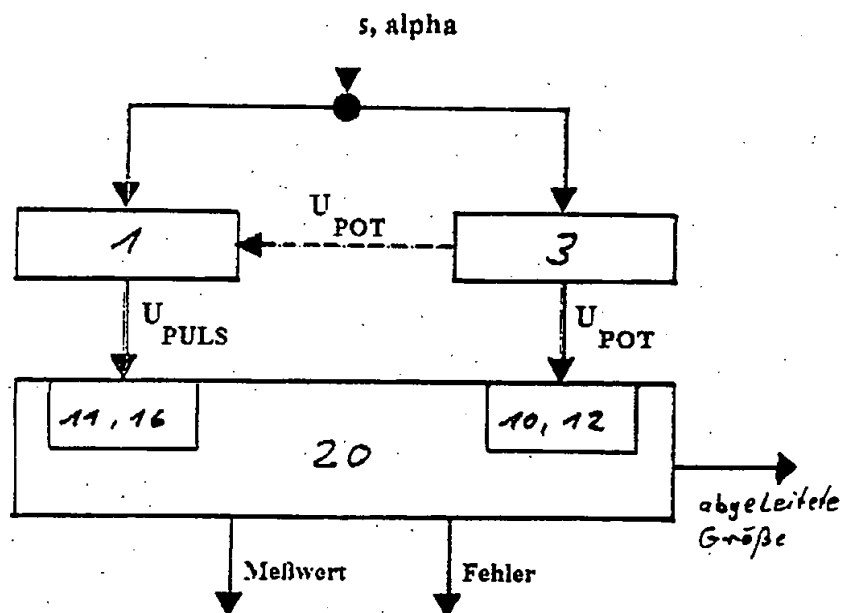 s, alpha
1
U
POT
3
U
PULS
U
POT
11, 16
10, 12
20
abgeleitete
Größe
Meßwert
Fehler